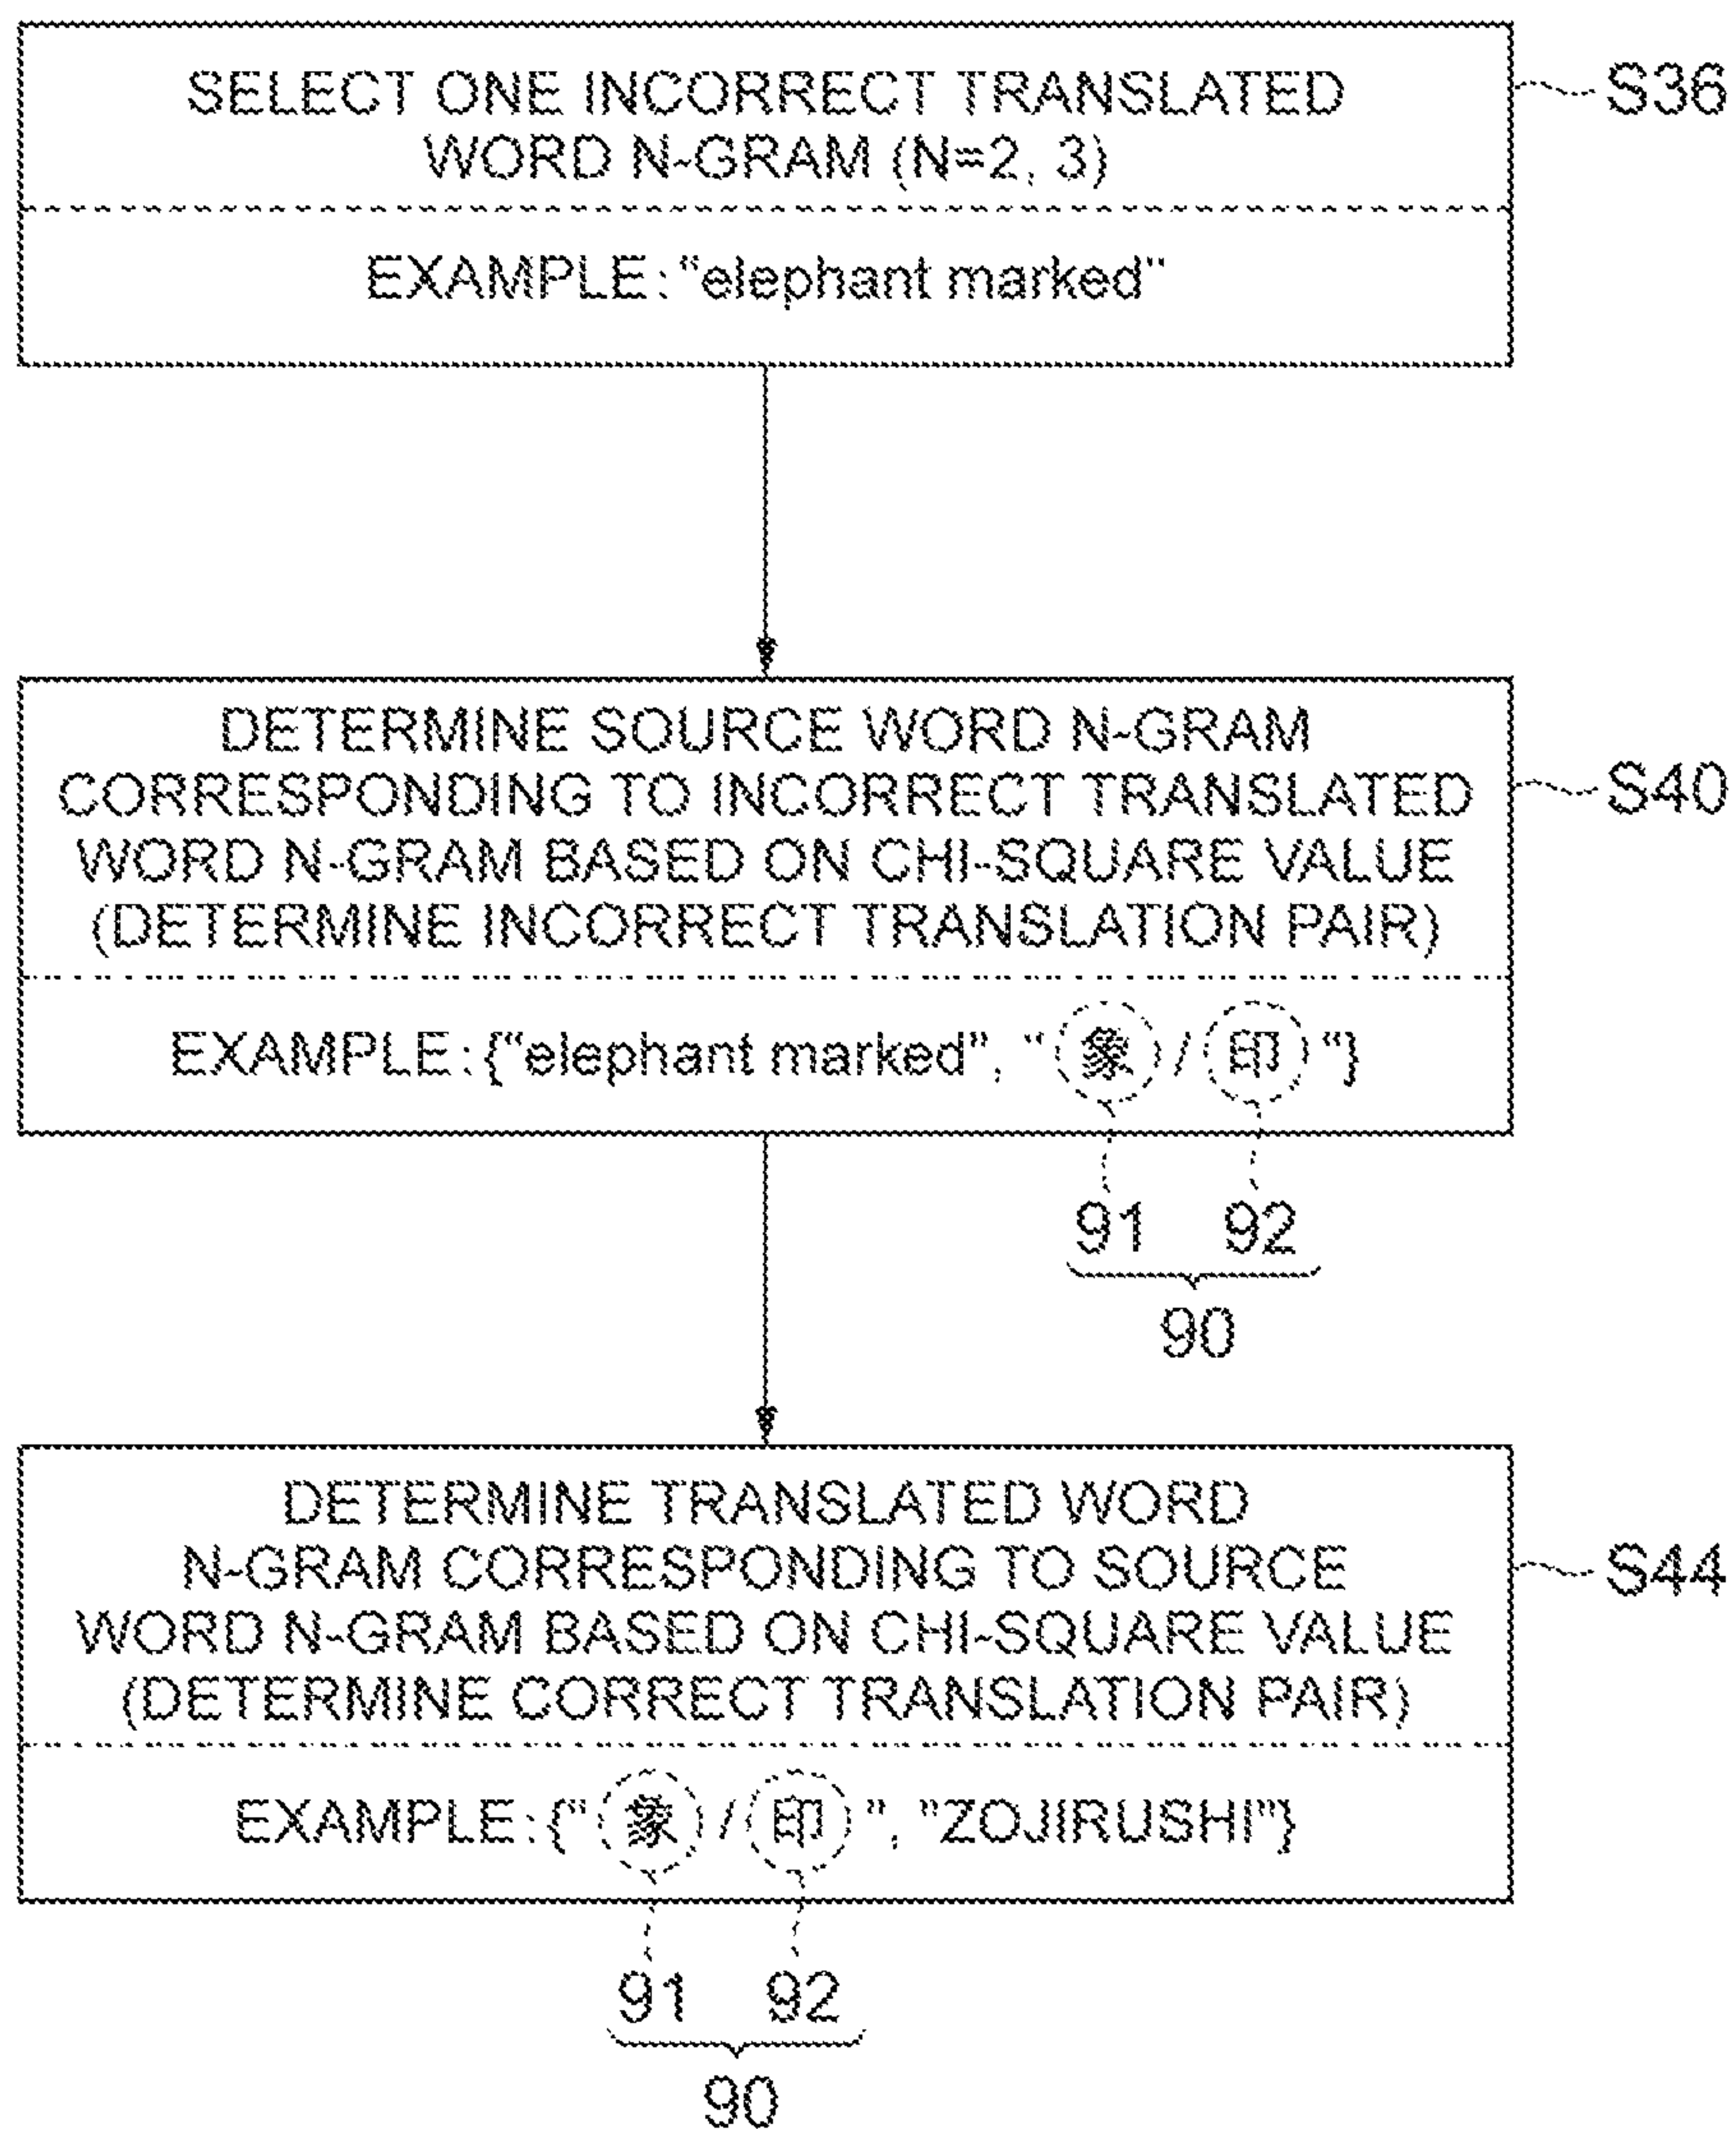 SELECT ONE INCORRECT TRANSLATED
WORD N-GRAM (N=2, 3)
S36
EXAMPLE: "elephant marked"
DETERMINE SOURCE WORD N-GRAM
CORRESPONDING TO INCORRECT TRANSLATED
S40
WORD N-GRAM BASED ON CHI-SQUARE VALUE
(DETERMINE INCORRECT TRANSLATION PAIR)
EXAMPLE: {"elephant marked", "象/印"}
91 92
90
DETERMINE TRANSLATED WORD
N-GRAM CORRESPONDING TO SOURCE
S44
WORD N-GRAM BASED ON CHI-SQUARE VALUE
(DETERMINE CORRECT TRANSLATION PAIR)
EXAMPLE: {"象/印", "ZOJIRUSHI"}
91 92
90